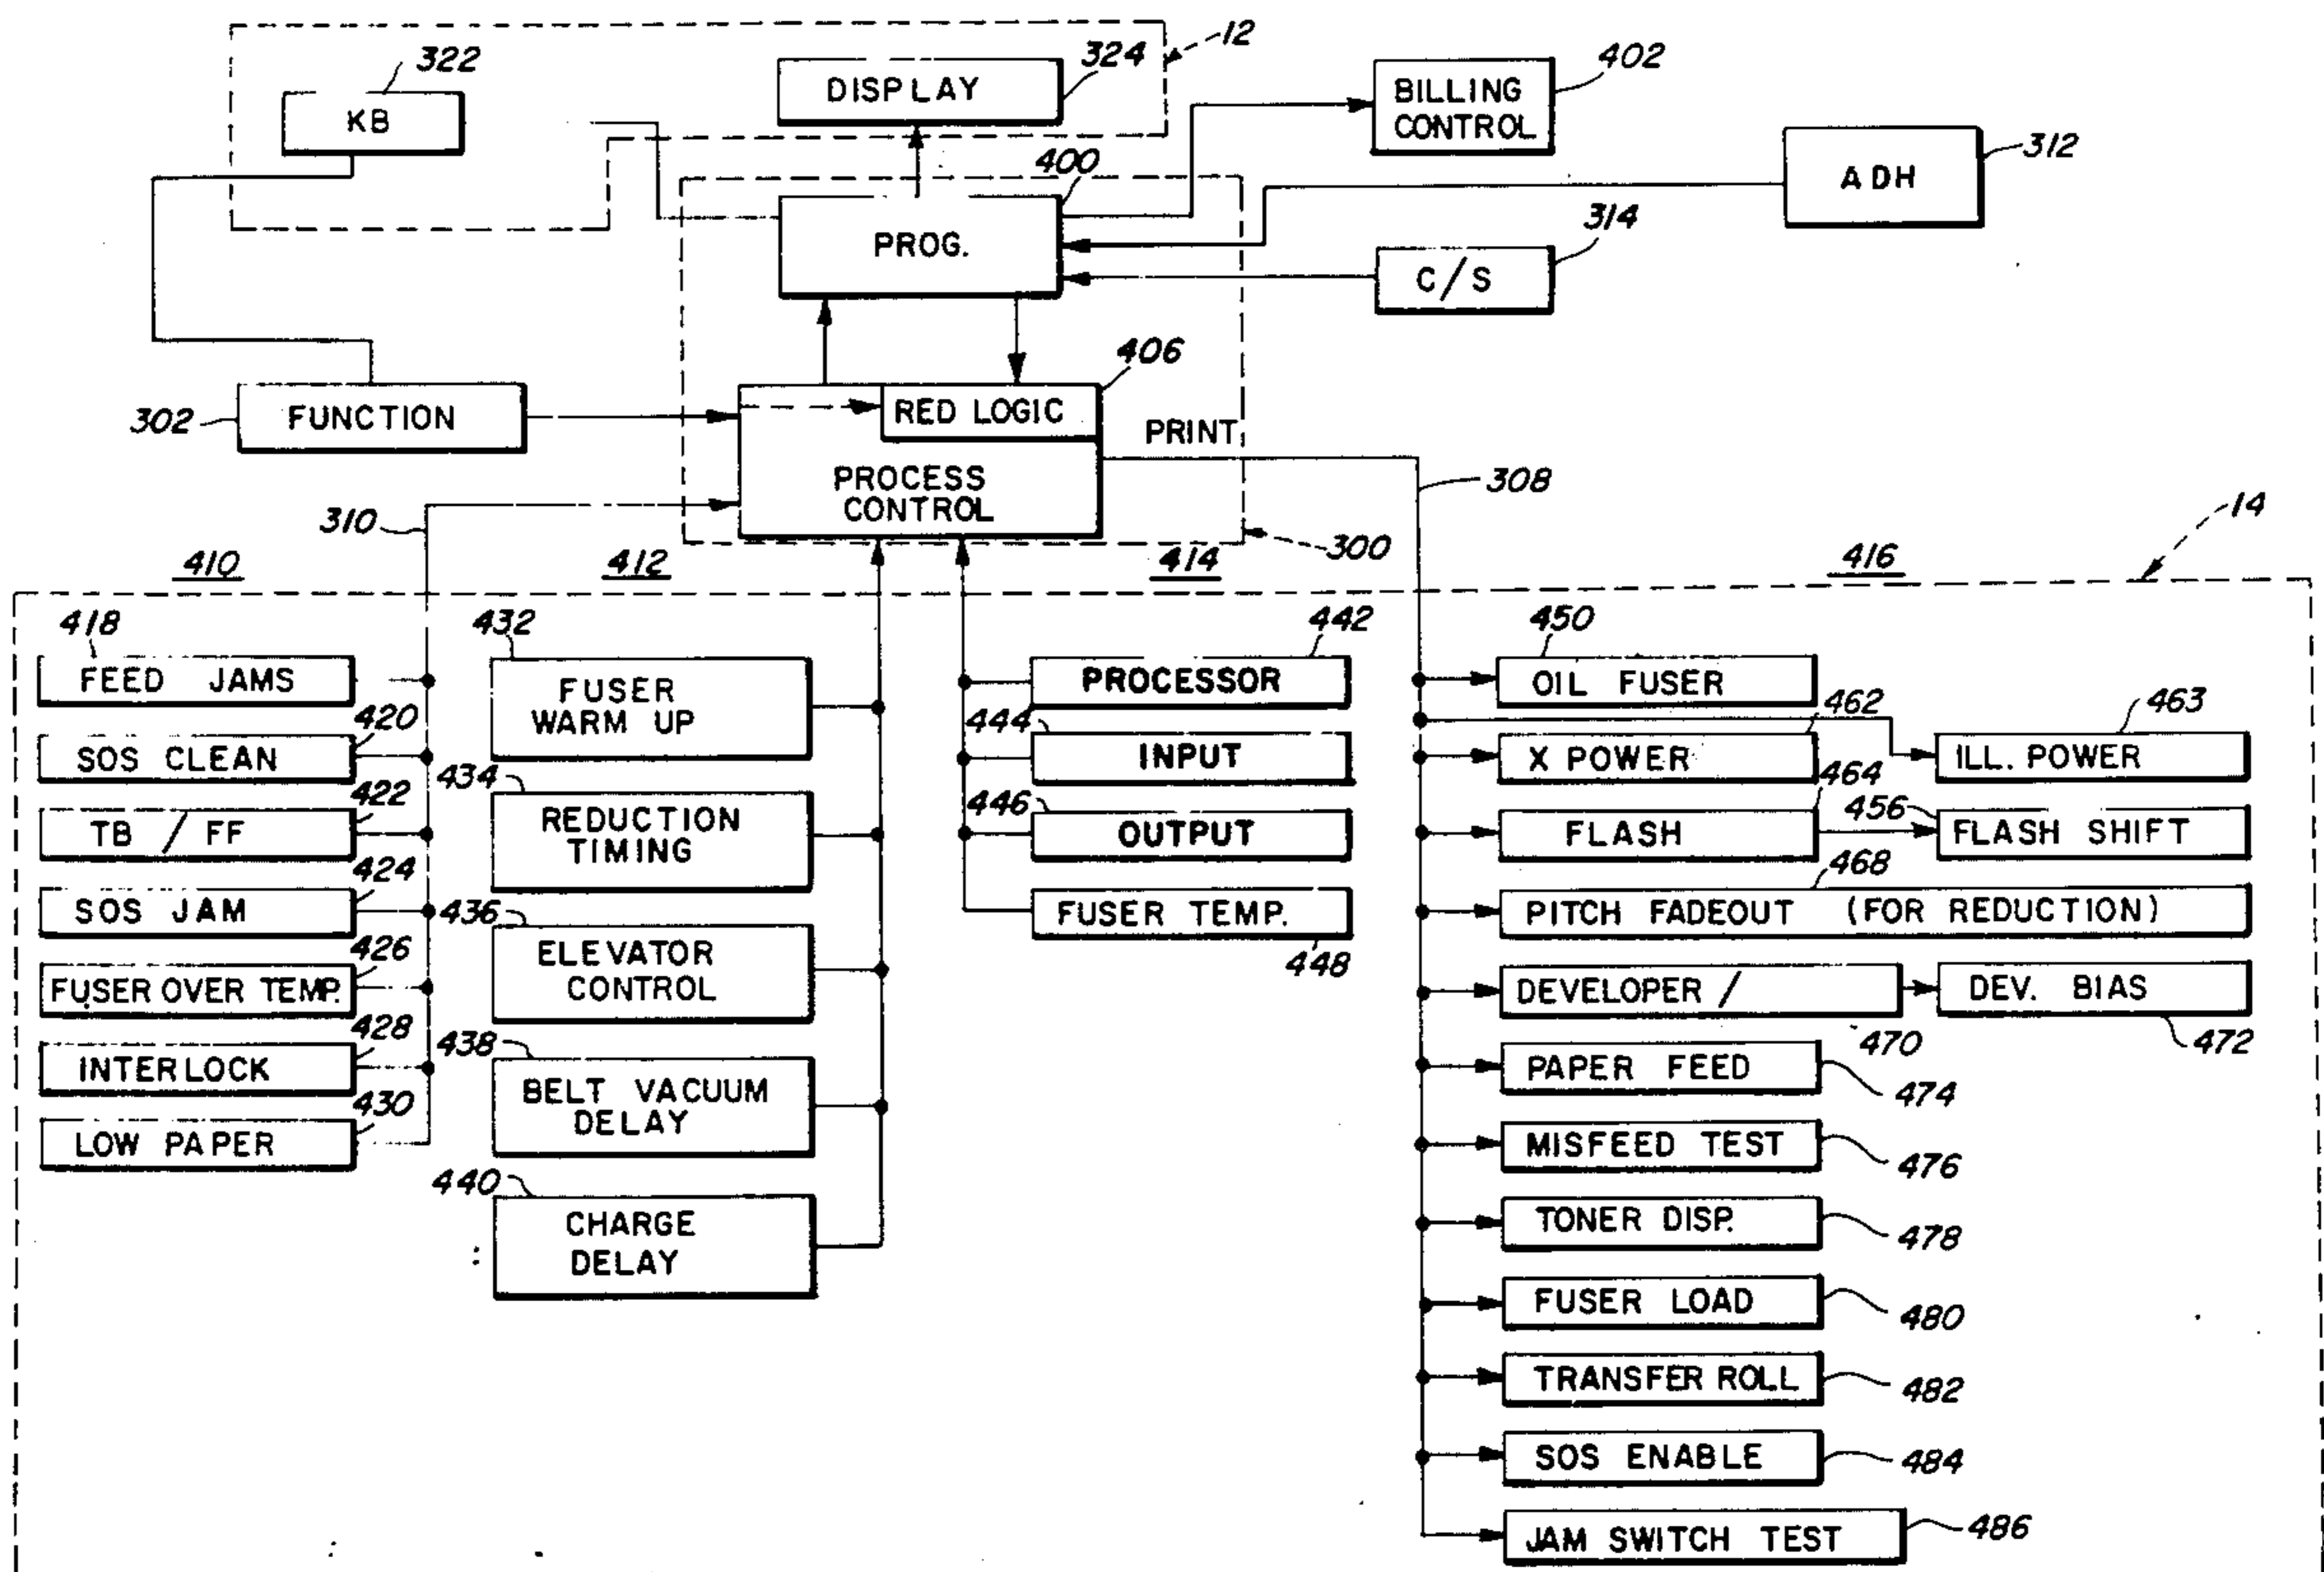 12
322
KB
324
DISPLAY
402
BILLING
CONTROL
312
ADH
400
PROG.
314
C/S
406
RED LOGIC
302
FUNCTION
PRINT
PROCESS
CONTROL
308
310
300
14
410
412
414
416
418
FEED JAMS
420
SOS CLEAN
422
TB / FF
424
SOS JAM
426
FUSER OVER TEMP.
428
INTERLOCK
430
LOW PAPER
432
FUSER
WARM UP
434
REDUCTION
TIMING
436
ELEVATOR
CONTROL
438
BELT VACUUM
DELAY
440
CHARGE
DELAY
442
PROCESSOR
444
INPUT
446
OUTPUT
FUSER TEMP.
448
450
OIL FUSER
462
463
X POWER
ILL. POWER
464
456
FLASH
FLASH SHIFT
468
PITCH FADEOUT (FOR REDUCTION)
DEVELOPER /
DEV. BIAS
470
472
PAPER FEED
474
MISFEED TEST
476
TONER DISP.
478
FUSER LOAD
480
TRANSFER ROLL
482
SOS ENABLE
484
JAM SWITCH TEST
486